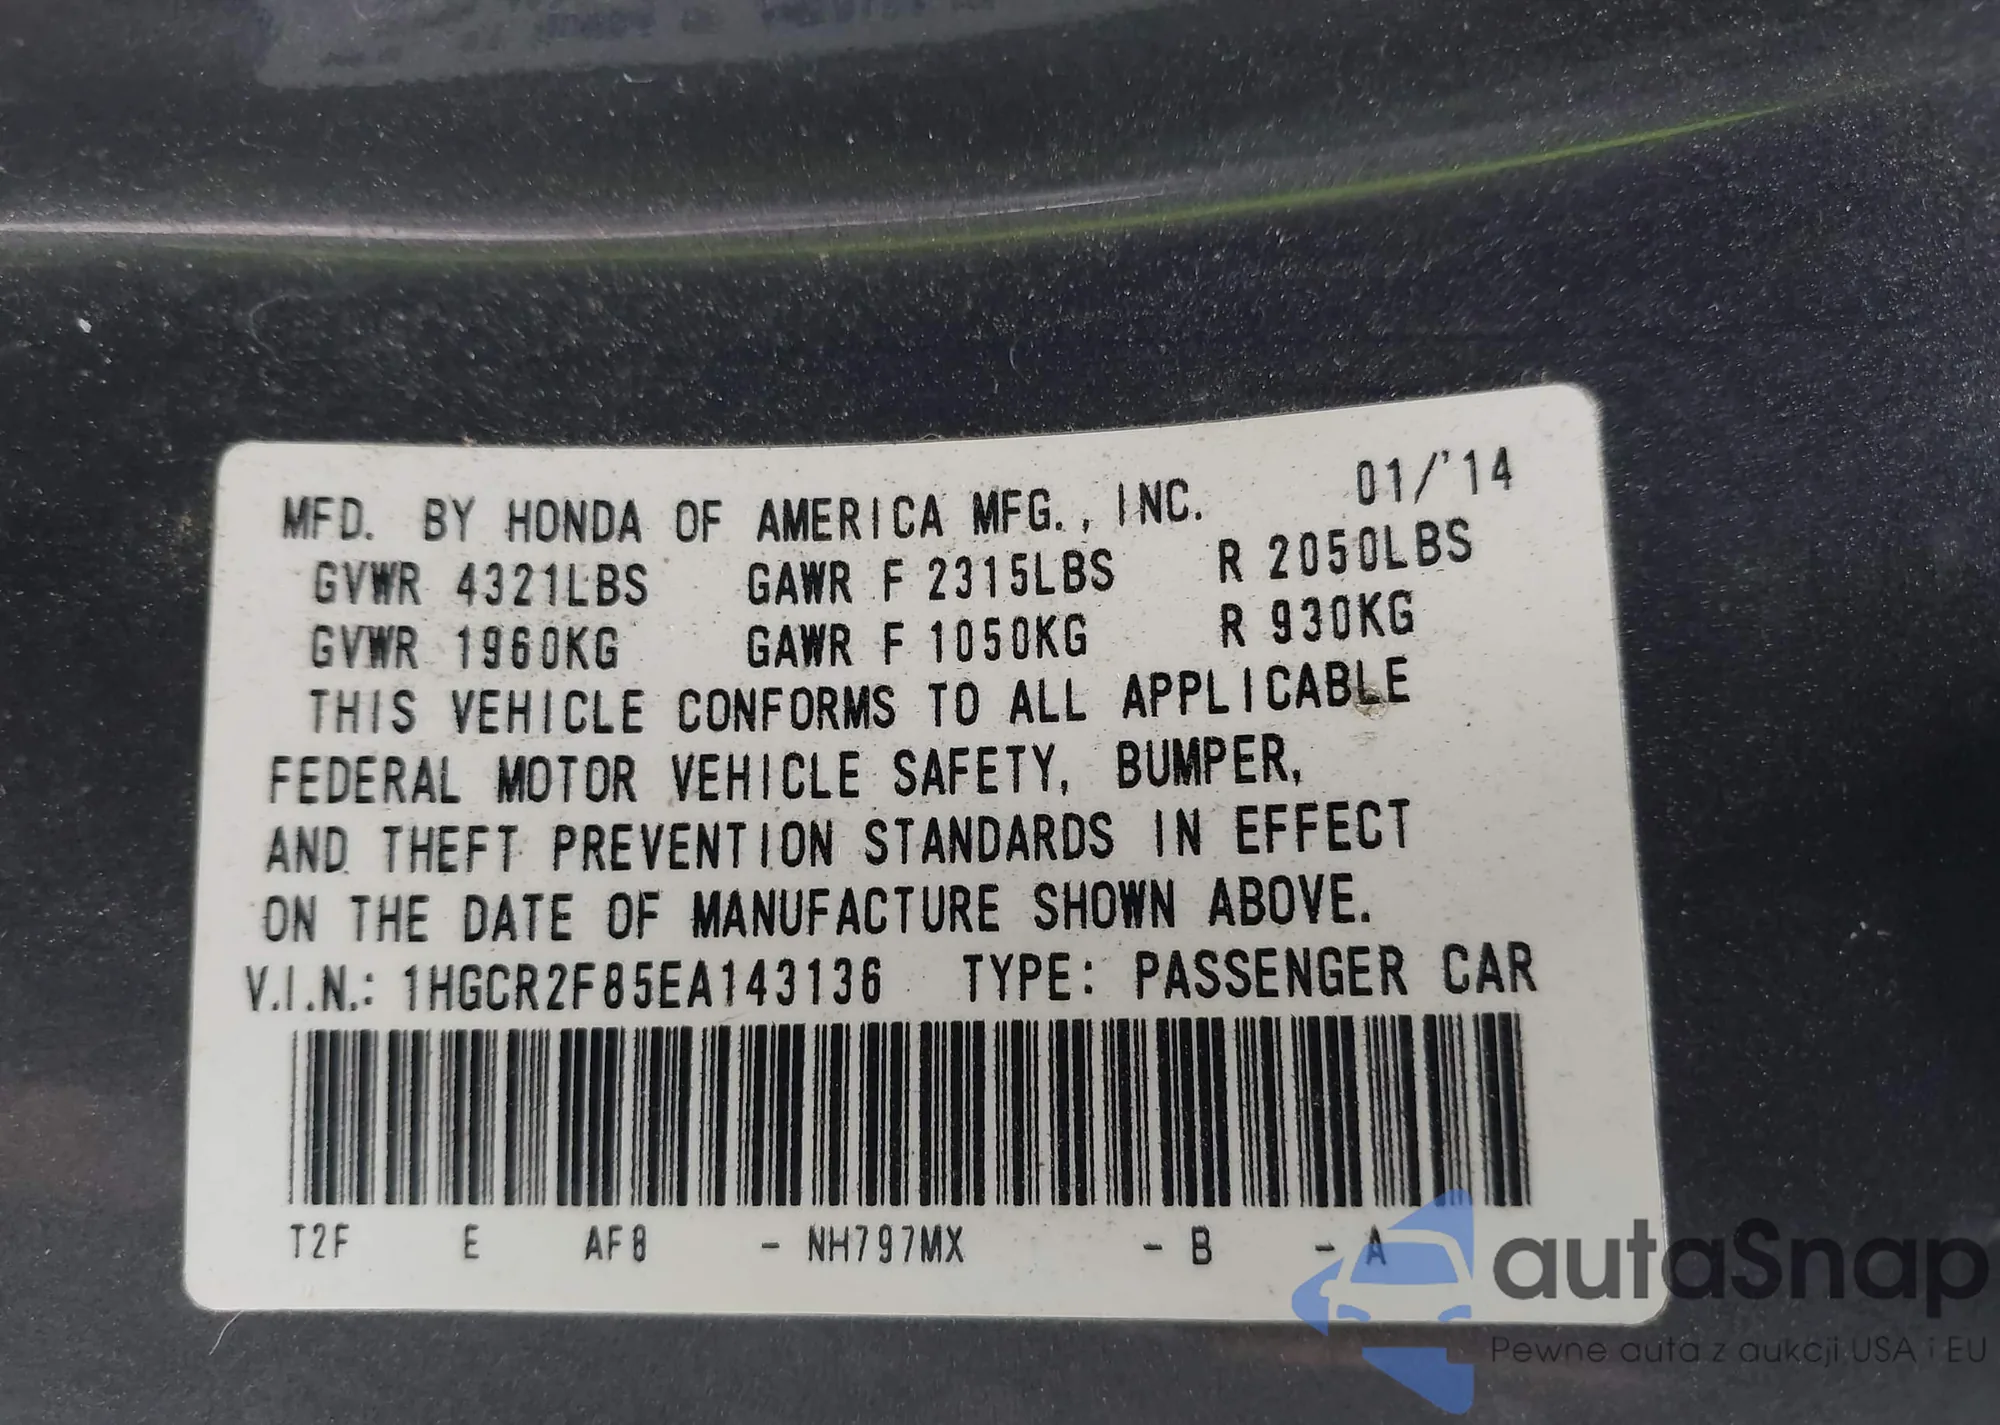 MFD. BY HONDA OF AMERICA MFG., INC. 01/'14
GVWR 4321LBS GAWR F 2315LBS R 2050LBS
GVWR 1960KG GAWR F 1050KG R 930KG
THIS VEHICLE CONFORMS TO ALL APPLICABLE
FEDERAL MOTOR VEHICLE SAFETY, BUMPER,
AND THEFT PREVENTION STANDARDS IN EFFECT
ON THE DATE OF MANUFACTURE SHOWN ABOVE.
V.I.N.: 1HGCR2F85EA143136 TYPE: PASSENGER CAR
T2F E AF8 - NH797MX - B - A
autaSnap
Pewne auta z aukcji USA i EU